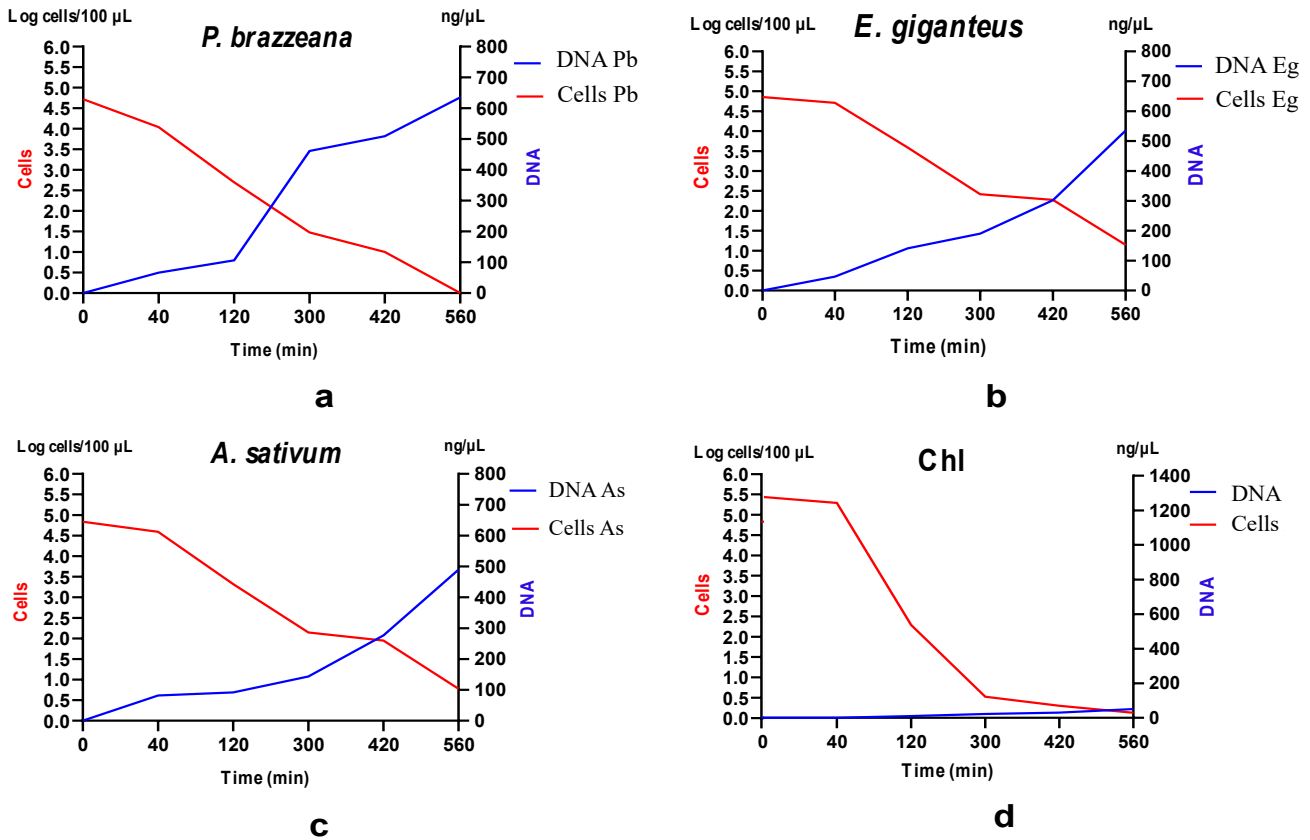 Log cells/100 µL
P. brazzeana
ng/µL
6.0
5.5
5.0
4.5
4.0
3.5
3.0
2.5
2.0
1.5
1.0
0.5
0.0
Cells
800
700
600
500
400
300
200
100
0
DNA
DNA Pb
Cells Pb
0 40 120 300 420 560
Time (min)
a
Log cells/100 µL
E. giganteus
ng/µL
6.0
5.5
5.0
4.5
4.0
3.5
3.0
2.5
2.0
1.5
1.0
0.5
0.0
Cells
800
700
600
500
400
300
200
100
0
DNA
DNA Eg
Cells Eg
0 40 120 300 420 560
Time (min)
b
Log cells/100 µL
A. sativum
ng/µL
6.0
5.5
5.0
4.5
4.0
3.5
3.0
2.5
2.0
1.5
1.0
0.5
0.0
Cells
800
700
600
500
400
300
200
100
0
DNA
DNA As
Cells As
0 40 120 300 420 560
Time (min)
c
Log cells/100 µL
Chl
ng/µL
6.0
5.5
5.0
4.5
4.0
3.5
3.0
2.5
2.0
1.5
1.0
0.5
0.0
Cells
1400
1200
1000
800
600
400
200
0
DNA
DNA
Cells
0 40 120 300 420 560
Time (min)
d